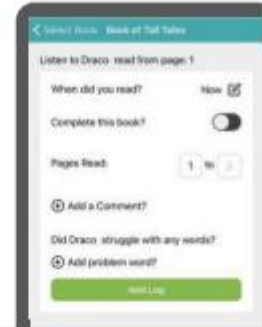 Select Book Book of Tall Tales
Listen to Draco read from page: 1
When did you read? Now
Complete this book?
Pages Read: 1 to
Add a Comment?
Did Draco struggle with any words?
Add problem word?
Add Log